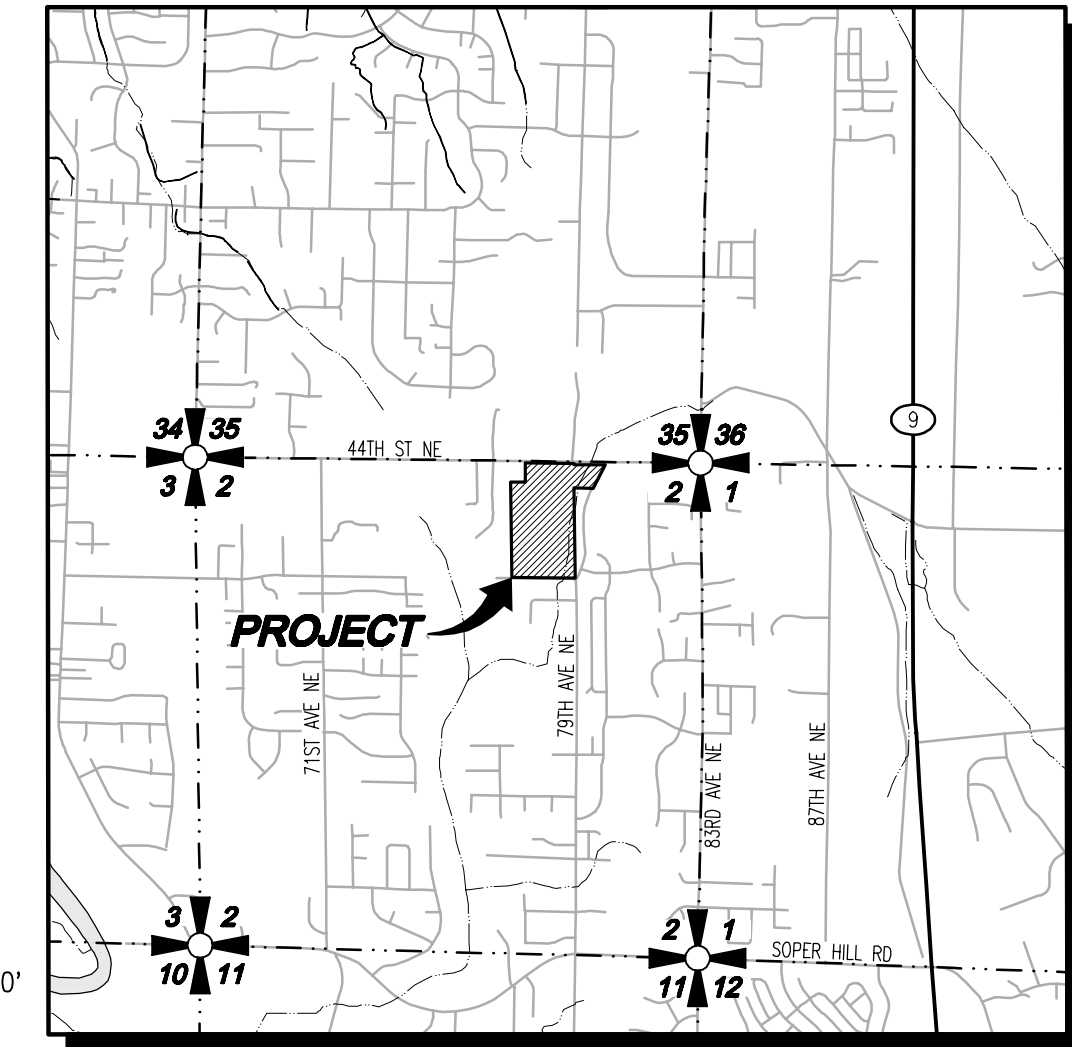 9
34 35
3 2
44TH ST NE
35 36
2 1
PROJECT
71ST AVE NE
79TH AVE NE
83RD AVE NE
87TH AVE NE
3 2
10 11
2 1
11 12
SOPER HILL RD
0'